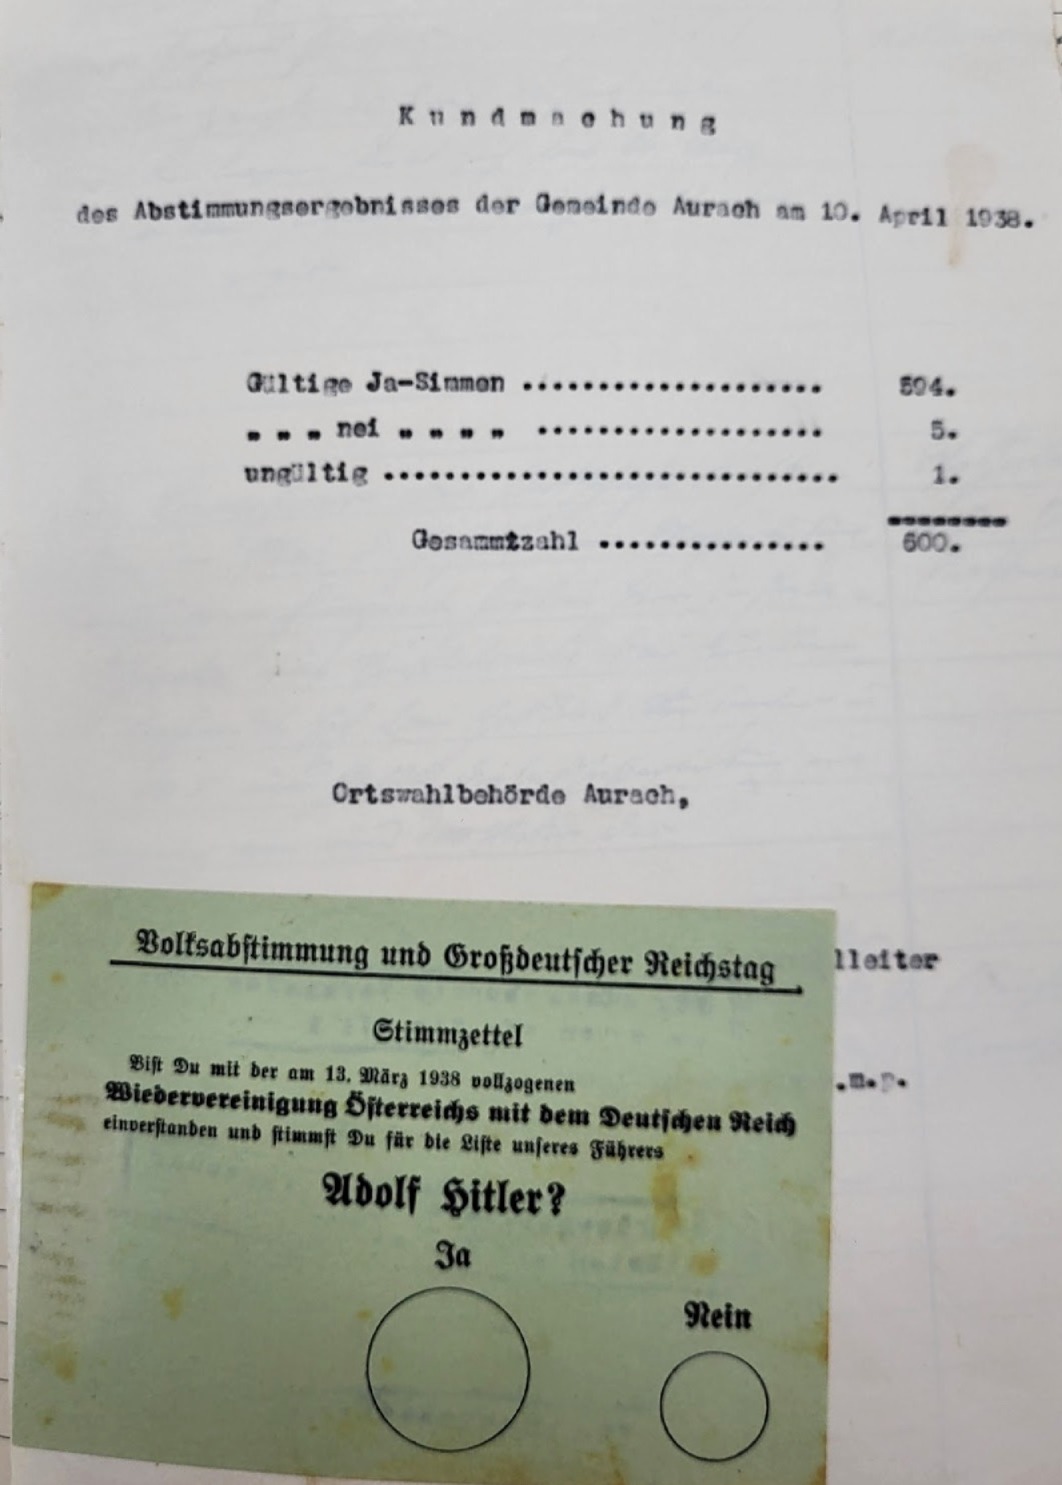 Kundmachung
des Abstimmungsergebnisses der Gemeinde Aurach am 10. April 1938.
Gültige Ja-Simmen .................... 594.
„ „ „ nei „ „ „ „ ................... 5.
ungültig .............................. 1.
--------
Gesammtzahl ............... 600.
Ortswahlbehörde Aurach,
lleiter
.m.p.
Volksabstimmung und Großdeutscher Reichstag
Stimmzettel
Bist Du mit der am 13. März 1938 vollzogenen
Wiedervereinigung Österreichs mit dem Deutschen Reich
einverstanden und stimmst Du für die Liste unseres Führers
Adolf Hitler?
Ja
Nein